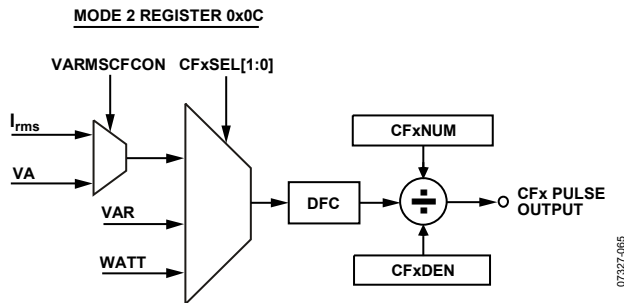 MODE 2 REGISTER 0x0C
VARMSCFCON CFxSEL[1:0]
Irms
VA
VAR
WATT
DFC
CFxNUM
÷
CFxDEN
CFx PULSE
OUTPUT
07327-065